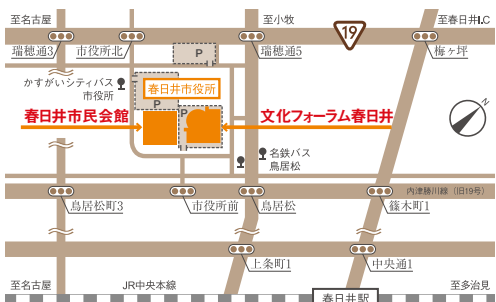 至名古屋
至小牧
至春日井I.C
19
瑞穂通3
市役所北
瑞穂通5
梅ヶ坪
P
かすがいシティバス
市役所
春日井市役所
P
P
春日井市民会館
文化フォーラム春日井
名鉄バス
鳥居松
内津勝川線（旧19号）
鳥居松町3
市役所前
鳥居松
篠木町1
上条町1
中央通1
至名古屋
JR中央本線
春日井駅
至多治見